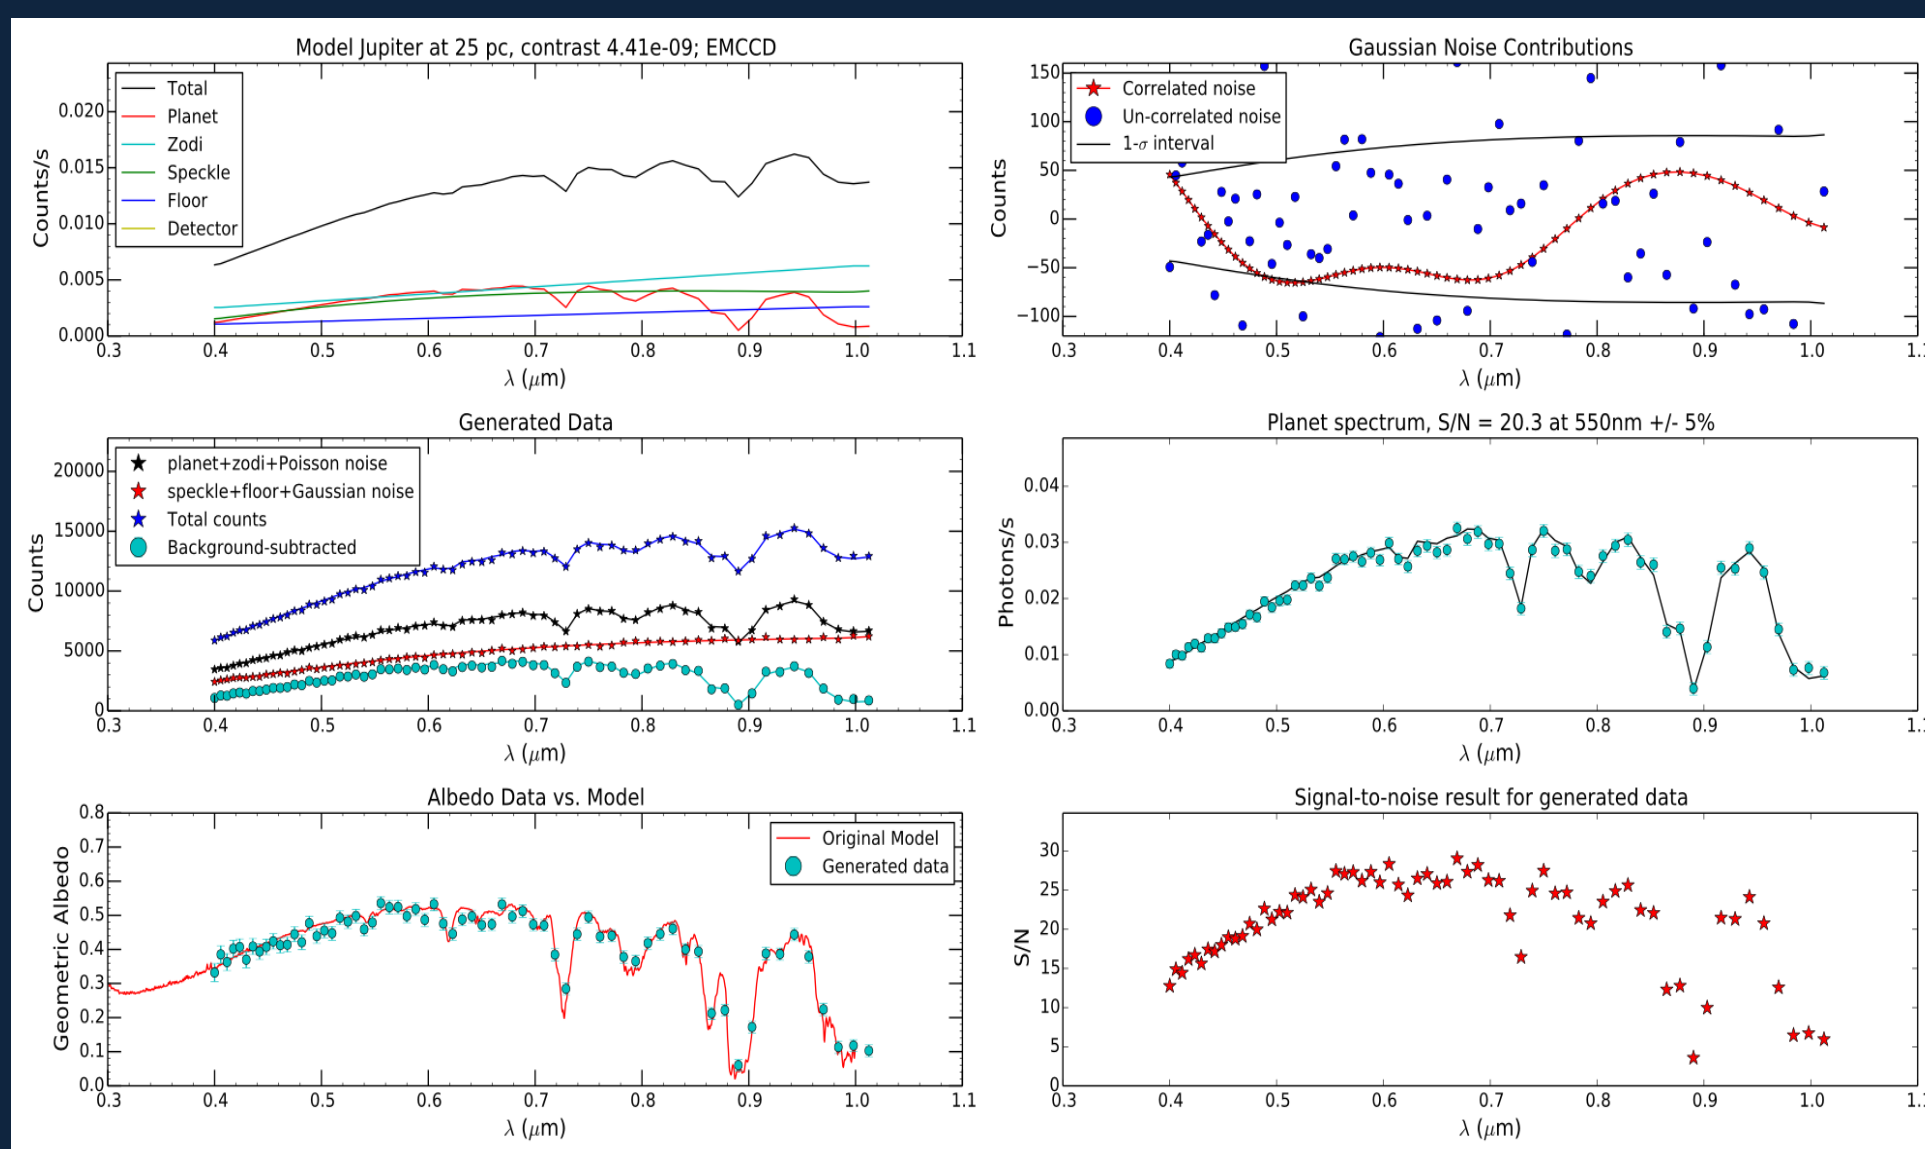 Model Jupiter at 25 pc, contrast 4.41e-09; EMCCD
Counts/s
0.020
0.015
0.010
0.005
0.000
Total
Planet
Zodi
Speckle
Floor
Detector
0.3 0.4 0.5 0.6 0.7 0.8 0.9 1.0 1.1
λ (μm)
Gaussian Noise Contributions
Counts
150
100
50
0
−50
−100
Correlated noise
Un-correlated noise
1-σ interval
0.3 0.4 0.5 0.6 0.7 0.8 0.9 1.0 1.1
λ (μm)
Generated Data
Counts
20000
15000
10000
5000
0
planet+zodi+Poisson noise
speckle+floor+Gaussian noise
Total counts
Background-subtracted
0.3 0.4 0.5 0.6 0.7 0.8 0.9 1.0 1.1
λ (μm)
Planet spectrum, S/N = 20.3 at 550nm +/- 5%
Photons/s
0.04
0.03
0.02
0.01
0.00
0.3 0.4 0.5 0.6 0.7 0.8 0.9 1.0 1.1
λ (μm)
Albedo Data vs. Model
Geometric Albedo
0.8
0.7
0.6
0.5
0.4
0.3
0.2
0.1
0.0
Original Model
Generated data
0.3 0.4 0.5 0.6 0.7 0.8 0.9 1.0 1.1
λ (μm)
Signal-to-noise result for generated data
S/N
30
25
20
15
10
5
0
0.3 0.4 0.5 0.6 0.7 0.8 0.9 1.0 1.1
λ (μm)